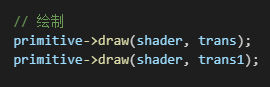 // 绘制
primitive->draw(shader, trans);
primitive->draw(shader, trans1);